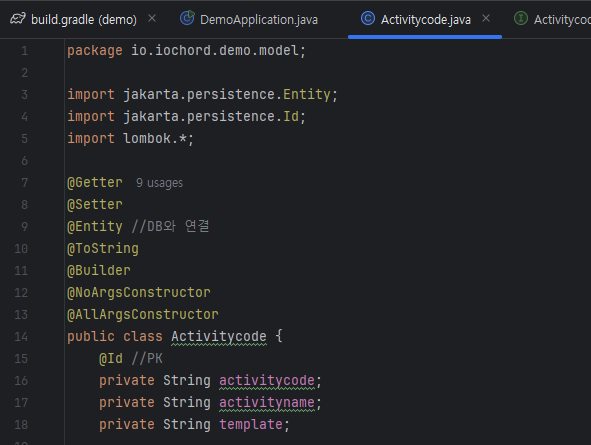 build.gradle (demo) DemoApplication.java Activitycode.java Activityco
1 package io.iochord.demo.model;
2
3 import jakarta.persistence.Entity;
4 import jakarta.persistence.Id;
5 import lombok.*;
6
7 @Getter 9 usages
8 @Setter
9 @Entity //DB와 연결
10 @ToString
11 @Builder
12 @NoArgsConstructor
13 @AllArgsConstructor
14 public class Activitycode {
15 @Id //PK
16 private String activitycode;
17 private String activityname;
18 private String template;